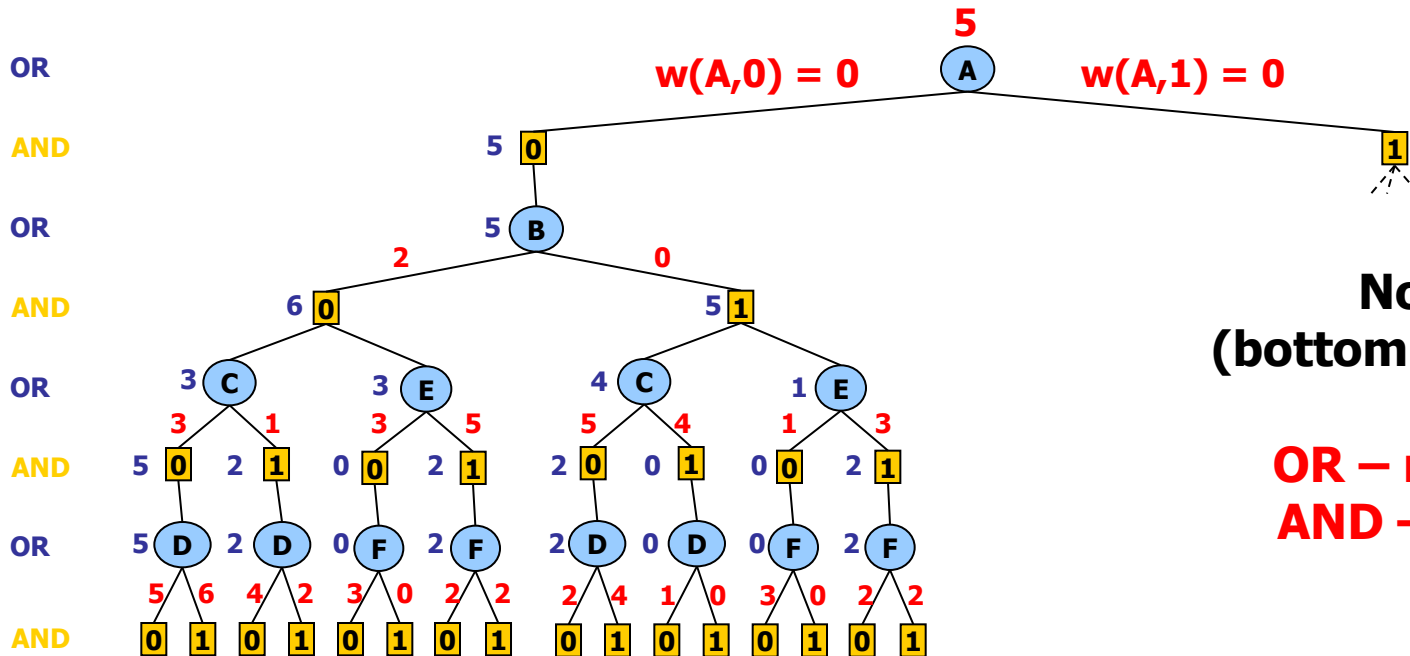 5
OR w(A,0) = 0 A w(A,1) = 0
AND 5 0 1
OR 5 B
2 0
AND 6 0 5 1
(bottom
OR 3 C 3 E 4 C 1 E
3 1 3 5 5 4 1 3
AND 5 0 2 1 0 0 2 1 2 0 0 1 0 0 2 1
OR –
AND -
OR 5 D 2 D 0 F 2 F 2 D 0 D 0 F 2 F
5 6 4 2 3 0 2 2 2 4 1 0 3 0 2 2
AND 0 1 0 1 0 1 0 1 0 1 0 1 0 1 0 1